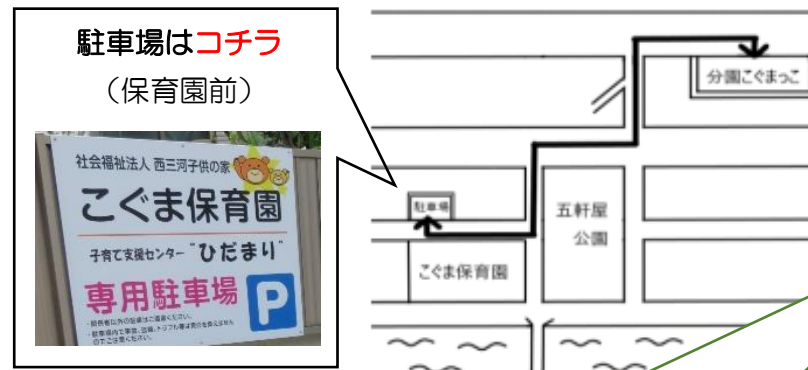 駐車場はコチラ
（保育園前）
社会福祉法人 西三河子供の家
こぐま保育園
子育て支援センター "ひだまり"
専用駐車場 P
分園こぐまっこ
駐車場
五軒屋
公園
こぐま保育園